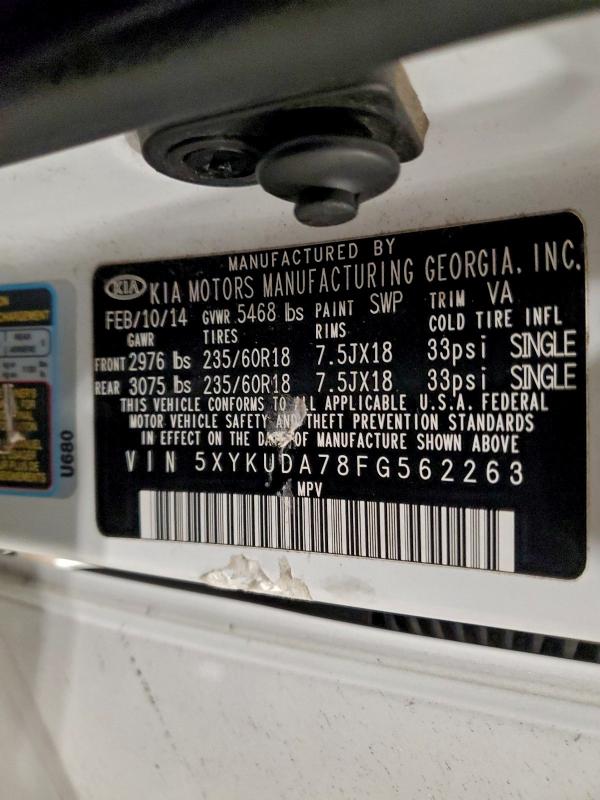 MANUFACTURED BY
KIA KIA MOTORS MANUFACTURING GEORGIA, INC.
FEB/10/14 GVWR 5468 lbs PAINT SWP TRIM VA
GAWR TIRES RIMS COLD TIRE INFL
FRONT 2976 lbs 235/60R18 7.5JX18 33psi SINGLE
REAR 3075 lbs 235/60R18 7.5JX18 33psi SINGLE
THIS VEHICLE CONFORMS TO ALL APPLICABLE U.S.A. FEDERAL
MOTOR VEHICLE SAFETY AND THEFT PREVENTION STANDARDS
IN EFFECT ON THE DATE OF MANUFACTURE SHOWN ABOVE
VIN 5XYKUDA78FG562263
MPV
U680
REAR